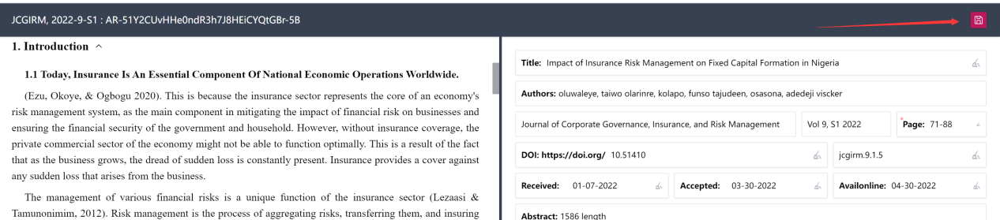 JCGIRM, 2022-9-S1 : AR-51Y2CUvHHe0ndR3h7J8HEiCYQtGBr-5B
1. Introduction
1.1 Today, Insurance Is An Essential Component Of National Economic Operations Worldwide.
(Ezu, Okoye, & Ogbogu 2020). This is because the insurance sector represents the core of an economy's
risk management system, as the main component in mitigating the impact of financial risk on businesses and
ensuring the financial security of the government and household. However, without insurance coverage, the
private commercial sector of the economy might not be able to function optimally. This is a result of the fact
that as the business grows, the dread of sudden loss is constantly present. Insurance provides a cover against
any sudden loss that arises from the business.
The management of various financial risks is a unique function of the insurance sector (Lezaasi &
Tamunonimim, 2012). Risk management is the process of aggregating risks, transferring them, and insuring
Title: Impact of Insurance Risk Management on Fixed Capital Formation in Nigeria
Authors: oluwaleye, taiwo olarinre, kolapo, funso tajudeen, osasona, adedeji viscker
Journal of Corporate Governance, Insurance, and Risk Management Vol 9, S1 2022 *Page: 71-88
DOI: https://doi.org/ 10.51410 jcgirm.9.1.5
Received: 01-07-2022 Accepted: 03-30-2022 Availonline: 04-30-2022
Abstract: 1586 length